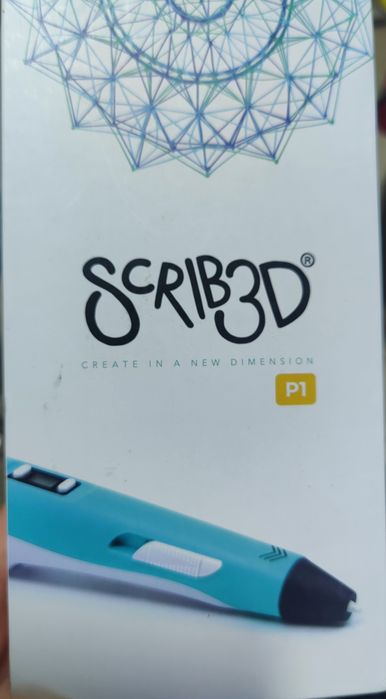 SCRIB3D®
CREATE IN A NEW DIMENSION
P1